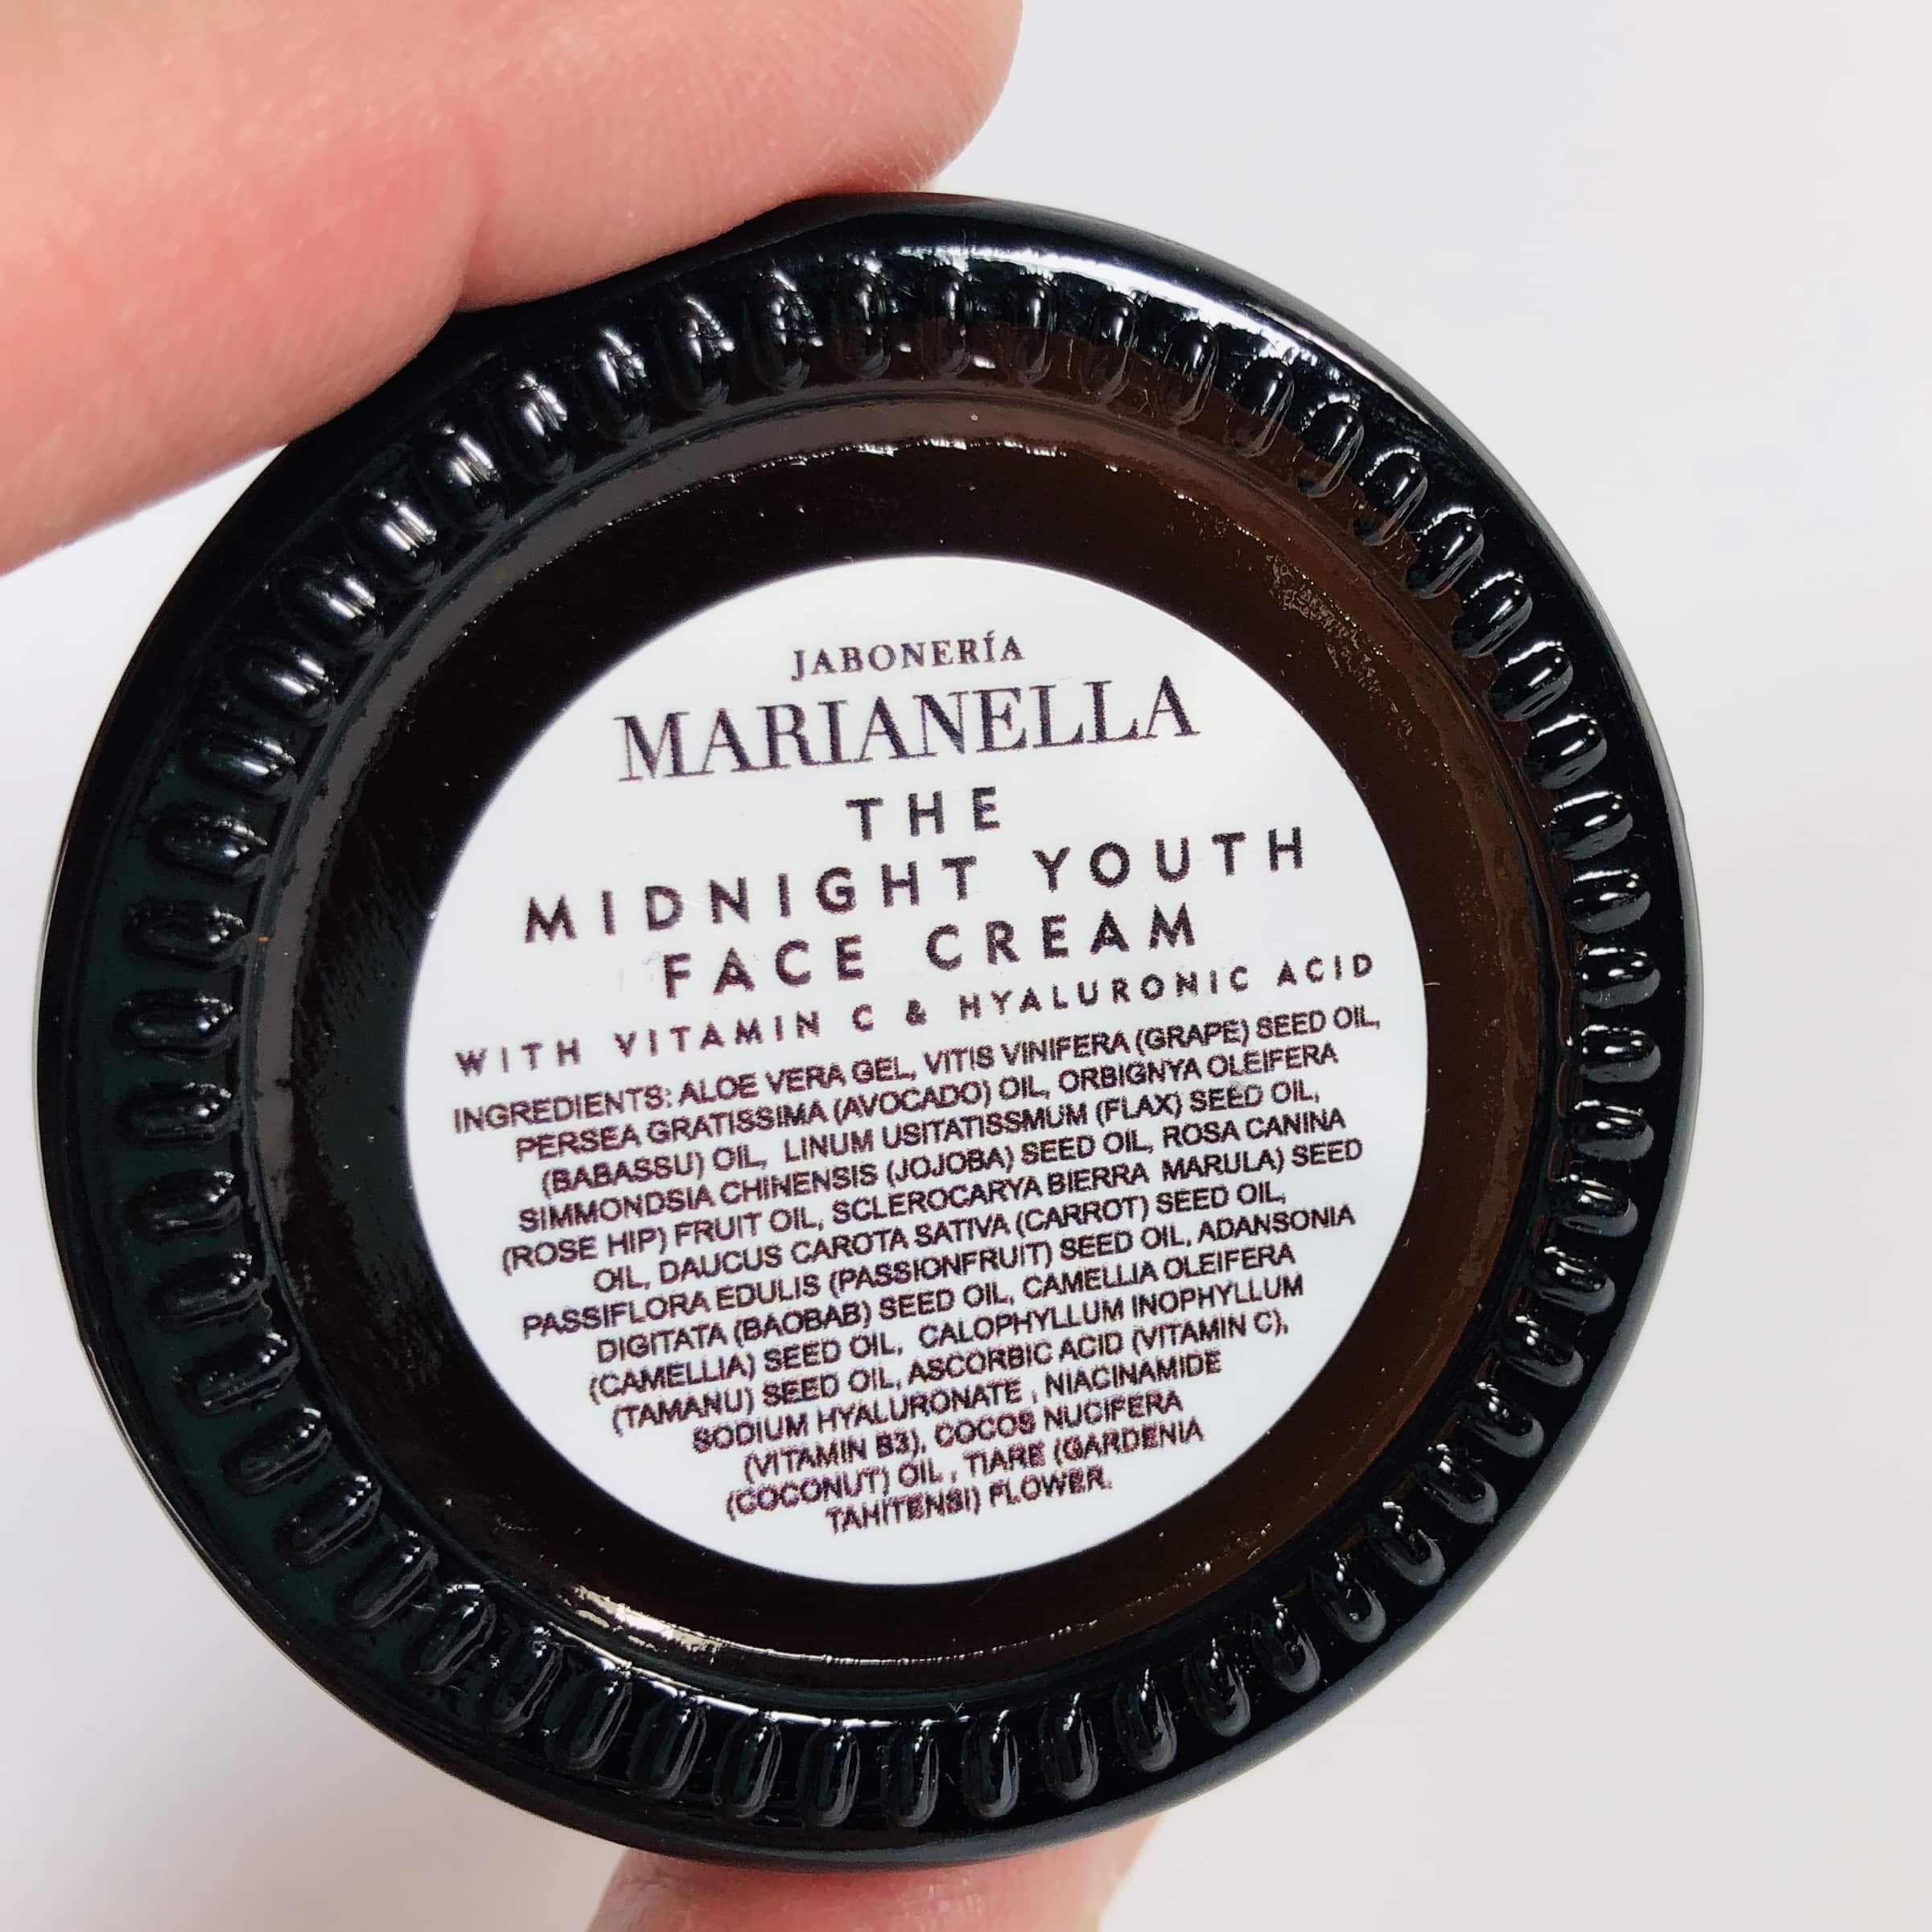 JABONERÍA
MARIANELLA
THE
MIDNIGHT YOUTH
FACE CREAM
WITH VITAMIN C & HYALURONIC ACID
INGREDIENTS: ALOE VERA GEL, VITIS VINIFERA (GRAPE) SEED OIL,
PERSEA GRATISSIMA (AVOCADO) OIL, ORBIGNYA OLEIFERA
(BABASSU) OIL, LINUM USITATISSMUM (FLAX) SEED OIL,
SIMMONDSIA CHINENSIS (JOJOBA) SEED OIL, ROSA CANINA
(ROSE HIP) FRUIT OIL, SCLEROCARYA BIERRA MARULA) SEED
OIL, DAUCUS CAROTA SATIVA (CARROT) SEED OIL,
PASSIFLORA EDULIS (PASSIONFRUIT) SEED OIL, ADANSONIA
DIGITATA (BAOBAB) SEED OIL, CAMELLIA OLEIFERA
(CAMELLIA) SEED OIL, CALOPHYLLUM INOPHYLLUM
(TAMANU) SEED OIL, ASCORBIC ACID (VITAMIN C),
SODIUM HYALURONATE , NIACINAMIDE
(VITAMIN B3), COCOS NUCIFERA
(COCONUT) OIL , TIARE (GARDENIA
TAHITENSI) FLOWER.